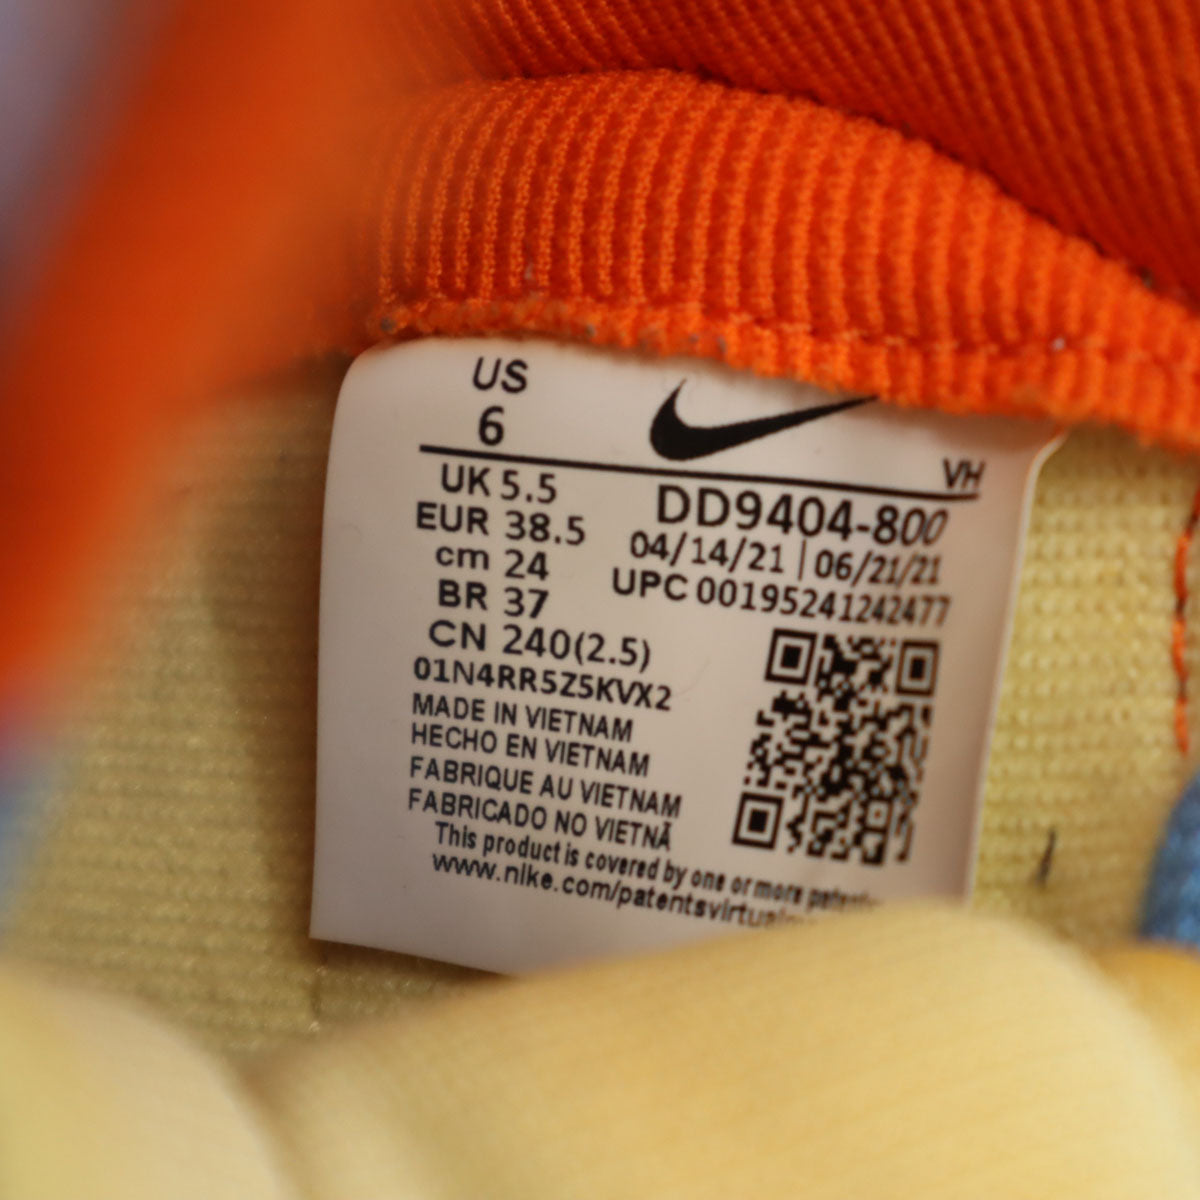 US
6
VH
UK 5.5
EUR 38.5
cm 24
BR 37
CN 240(2.5)
DD9404-800
04/14/21 | 06/21/21
UPC 00195241242477
01N4RR5Z5KVX2
MADE IN VIETNAM
HECHO EN VIETNAM
FABRIQUE AU VIETNAM
FABRICADO NO VIETNÃ
This product is covered by one or more
www.nike.com/patents